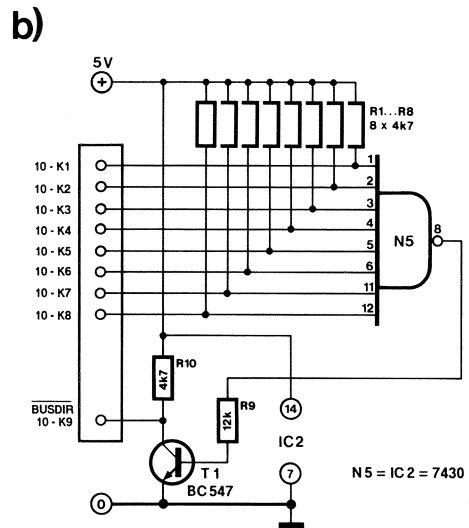 b)
5V
+
R1...R8
8 x 4k7
10 - K1
10 - K2
10 - K3
10 - K4
10 - K5
10 - K6
10 - K7
10 - K8
1
2
3
4
5
6
11
12
N5
8
R10
4k7
R9
12k
BUSDIR
10 - K9
14
IC2
7
T1
BC547
N5 = IC2 = 7430
0